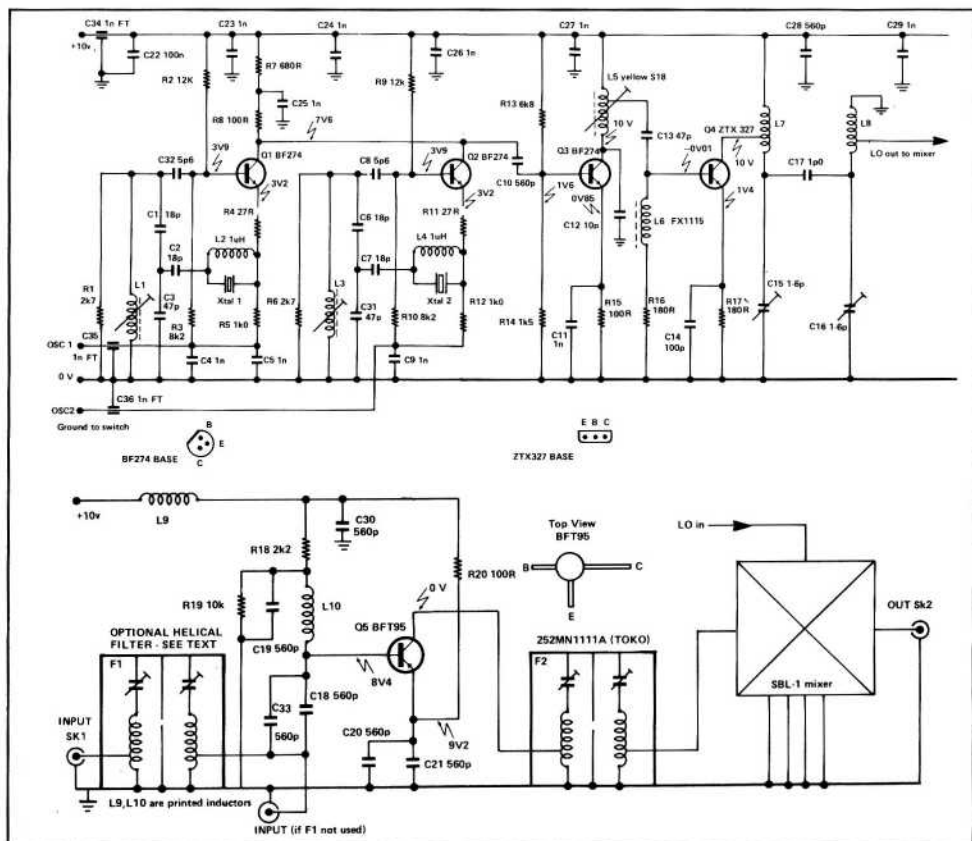 C34 1n FT
+10v
C22 100n
C23 1n
R2 12K
R7 680R
C24 1n
C25 1n
R8 100R
7V6
R9 12k
C26 1n
C27 1n
L5 yellow S18
R13 6k8
10 V
C13 47p
Q4 ZTX 327
C28 560p
C29 1n
L7
L8
LO out to mixer
C32 5p6
3V9
Q1 BF274
3V2
C8 5p6
3V9
Q2 BF274
3V2
C10 560p
Q3 BF274
1V6
0V85
C12 10p
-0V01
10 V
1V4
C17 1p0
L6 FX1115
C1 18p
R4 27R
C6 18p
R11 27R
L2 1uH
L4 1uH
C2 18p
C7 18p
R1 2k7
L1
C3 47p
Xtal 1
R6 2k7
L3
C31 47p
Xtal 2
R12 1k0
R3 8k2
R5 1k0
R10 8k2
R14 1k5
C11 1n
R15 100R
R16 180R
C14 100p
R17 180R
C15 1-6p
C16 1-6p
C35
OSC 1
1n FT
C4 1n
C5 1n
C9 1n
0 V
C36 1n FT
OSC2
Ground to switch
B
E
C
BF274 BASE
E B C
ZTX327 BASE
+10v
L9
C30 560p
R18 2k2
R19 10k
L10
C19 560p
Q5 BFT95
0 V
R20 100R
Top View
BFT95
B
C
E
LO in
OUT Sk2
OPTIONAL HELICAL
FILTER - SEE TEXT
F1
8V4
252MN1111A (TOKO)
F2
SBL-1 mixer
C33 560p
C18 560p
C20 560p
9V2
C21 560p
INPUT
SK1
L9,L10 are printed inductors
INPUT (if F1 not used)